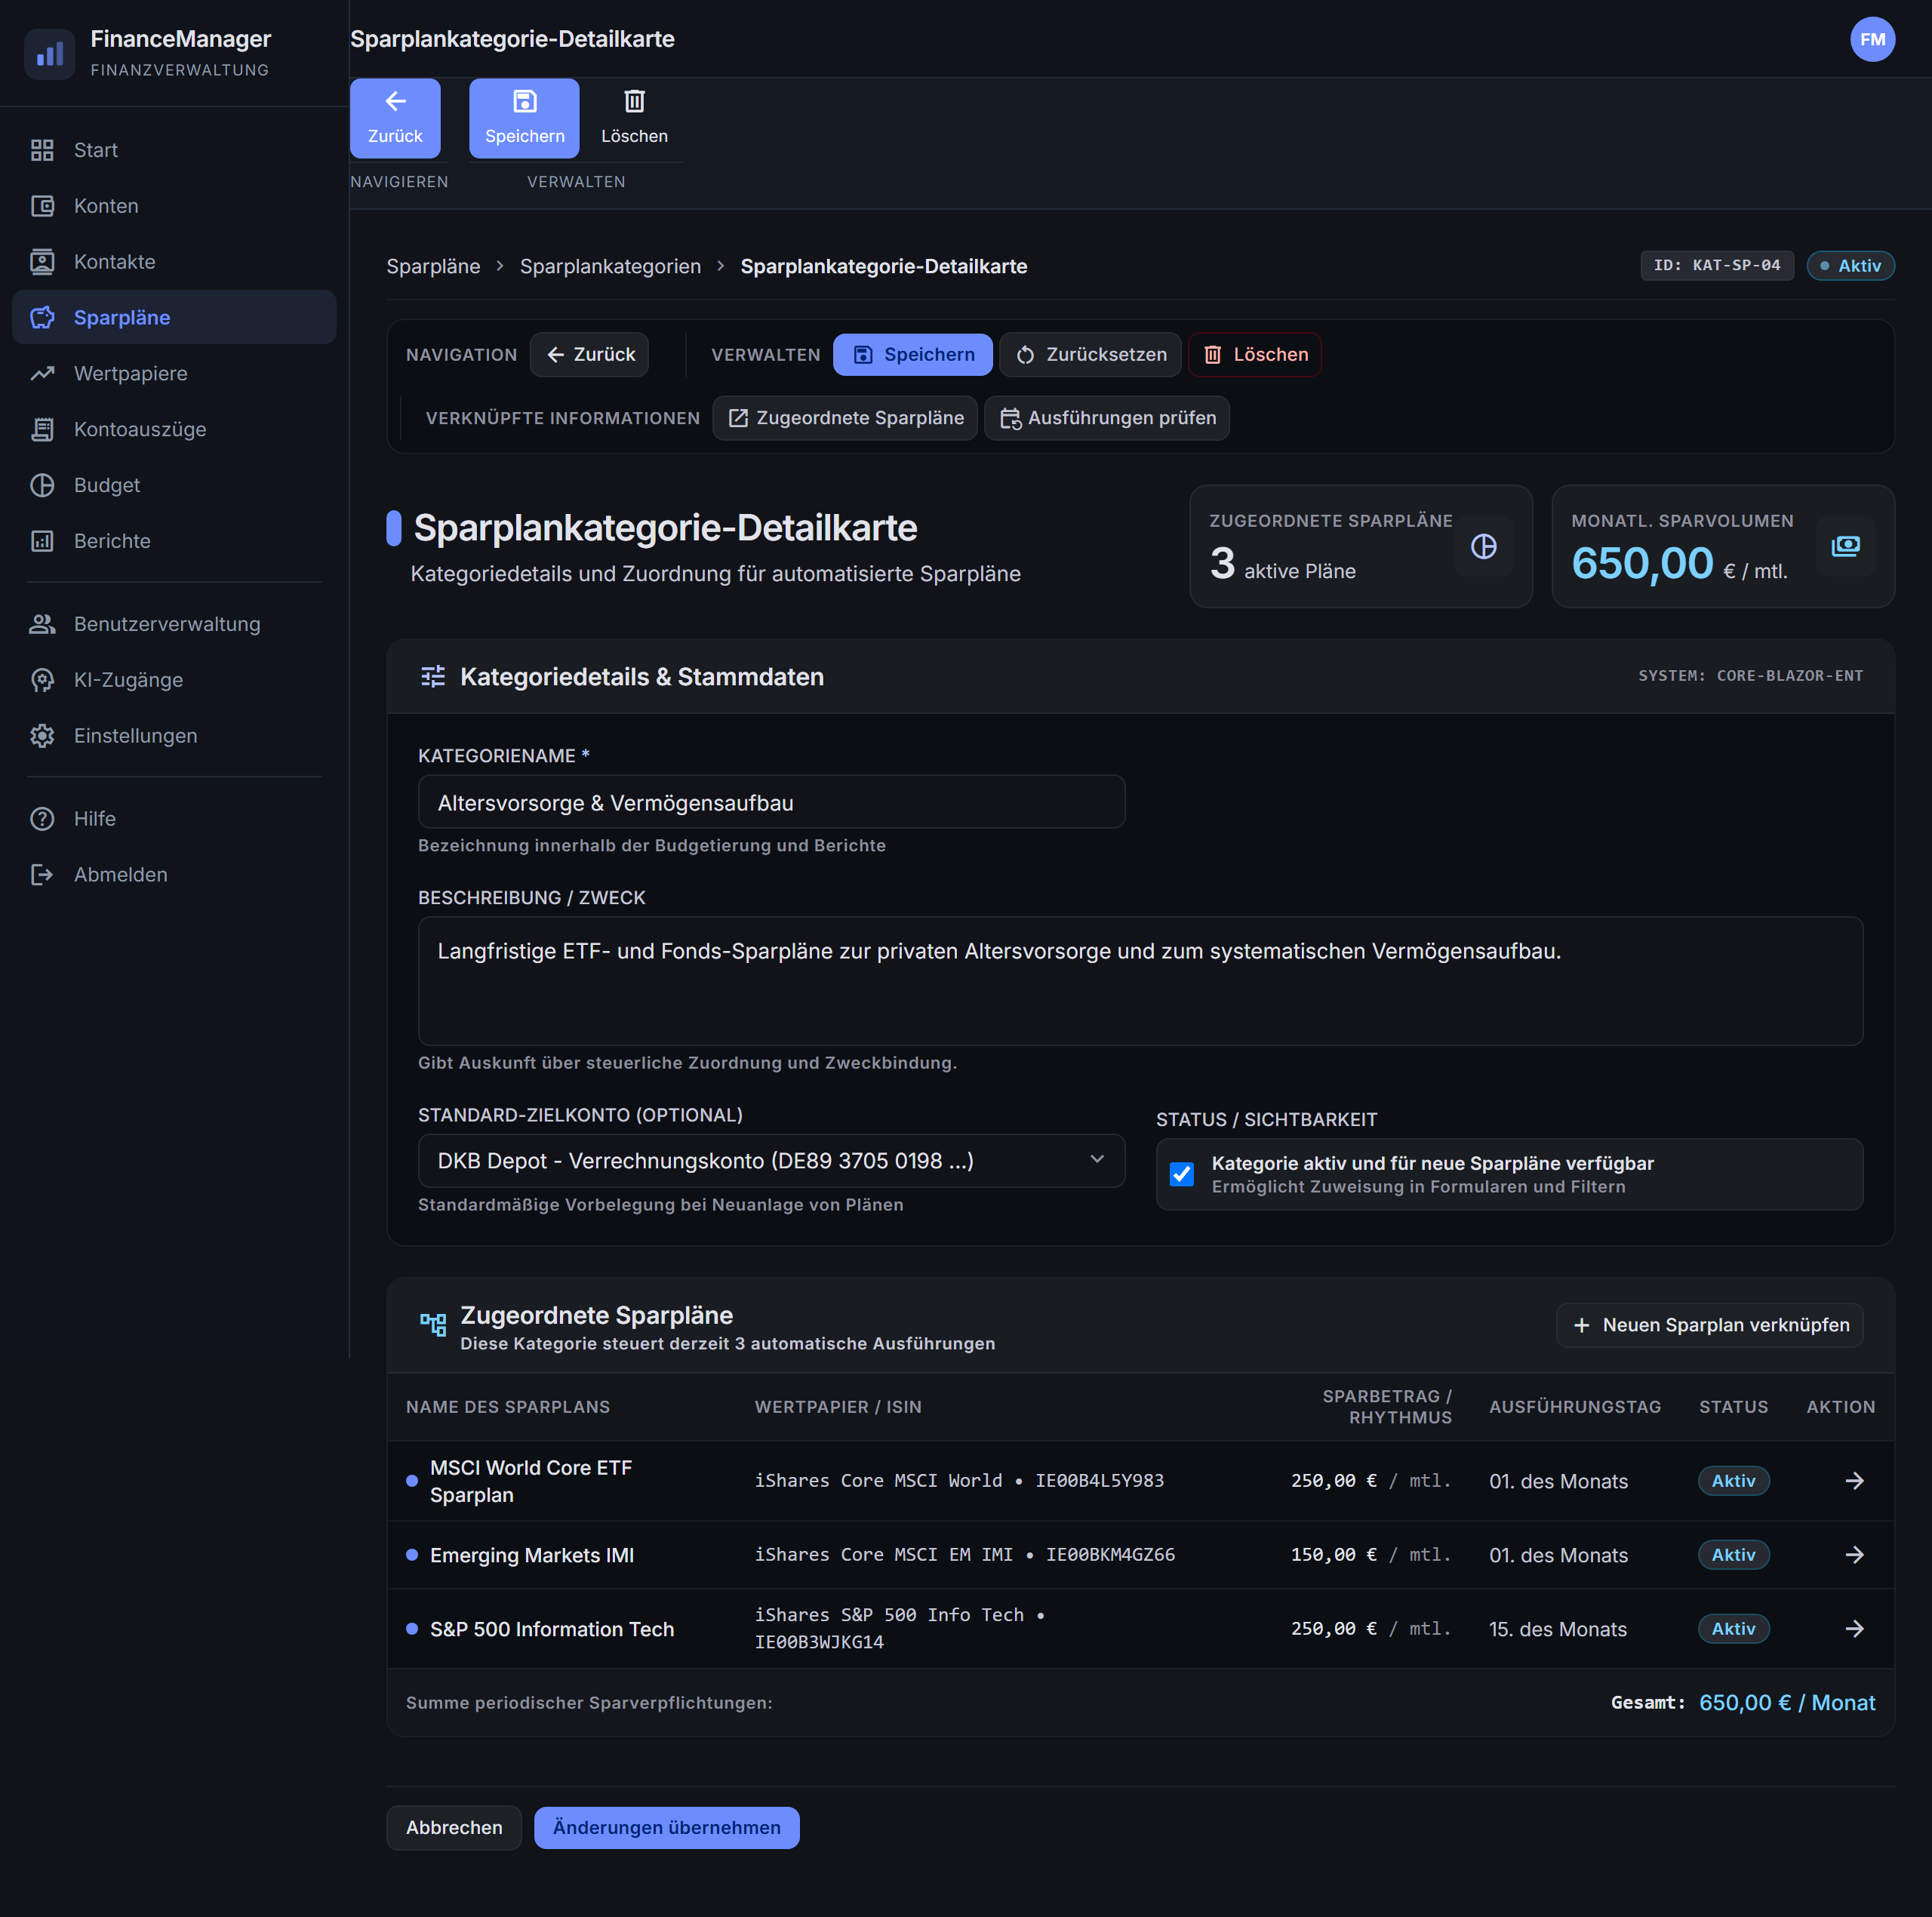 FinanceManager
FINANZVERWALTUNG
Start
Konten
Kontakte
Sparpläne
Wertpapiere
Kontoauszüge
Budget
Berichte
Benutzerverwaltung
KI-Zugänge
Einstellungen
Hilfe
Abmelden
Sparplankategorie-Detailkarte
FM
Zurück
Speichern
Löschen
NAVIGIEREN
VERWALTEN
Sparpläne > Sparplankategorien > Sparplankategorie-Detailkarte
ID: KAT-SP-04
Aktiv
NAVIGATION
Zurück
VERWALTEN
Speichern
Zurücksetzen
Löschen
VERKNÜPFTE INFORMATIONEN
Zugeordnete Sparpläne
Ausführungen prüfen
Sparplankategorie-Detailkarte
Kategoriedetails und Zuordnung für automatisierte Sparpläne
ZUGEORDNETE SPARPLÄNE
3 aktive Pläne
MONATL. SPARVOLUMEN
650,00 € / mtl.
Kategoriedetails & Stammdaten
SYSTEM: CORE-BLAZOR-ENT
KATEGORIENAME *
Altersvorsorge & Vermögensaufbau
Bezeichnung innerhalb der Budgetierung und Berichte
BESCHREIBUNG / ZWECK
Langfristige ETF- und Fonds-Sparpläne zur privaten Altersvorsorge und zum systematischen Vermögensaufbau.
Gibt Auskunft über steuerliche Zuordnung und Zweckbindung.
STANDARD-ZIELKONTO (OPTIONAL)
DKB Depot - Verrechnungskonto (DE89 3705 0198 ...)
Standardmäßige Vorbelegung bei Neuanlage von Plänen
STATUS / SICHTBARKEIT
Kategorie aktiv und für neue Sparpläne verfügbar
Ermöglicht Zuweisung in Formularen und Filtern
Zugeordnete Sparpläne
Diese Kategorie steuert derzeit 3 automatische Ausführungen
+ Neuen Sparplan verknüpfen
NAME DES SPARPLANS
WERTPAPIER / ISIN
SPARBETRAG /
RHYTHMUS
AUSFÜHRUNGSTAG
STATUS
AKTION
MSCI World Core ETF
Sparplan
iShares Core MSCI World • IE00B4L5Y983
250,00 € / mtl.
01. des Monats
Aktiv
Emerging Markets IMI
iShares Core MSCI EM IMI • IE00BKM4GZ66
150,00 € / mtl.
01. des Monats
Aktiv
S&P 500 Information Tech
iShares S&P 500 Info Tech •
IE00B3WJKG14
250,00 € / mtl.
15. des Monats
Aktiv
Summe periodischer Sparverpflichtungen:
Gesamt: 650,00 € / Monat
Abbrechen
Änderungen übernehmen